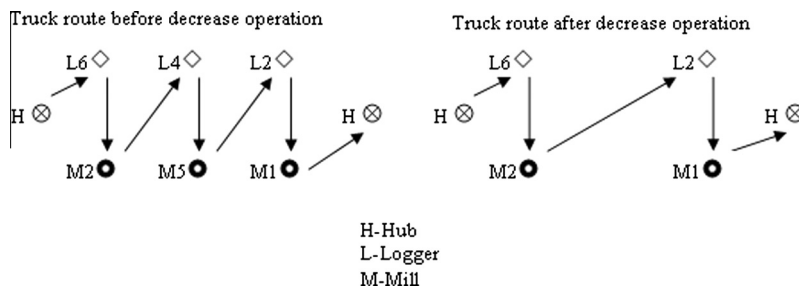 Truck route before decrease operation
Truck route after decrease operation
L6 L4 L2
L6 L2
H H
H H
M2 M5 M1
M2 M1
H-Hub
L-Logger
M-Mill